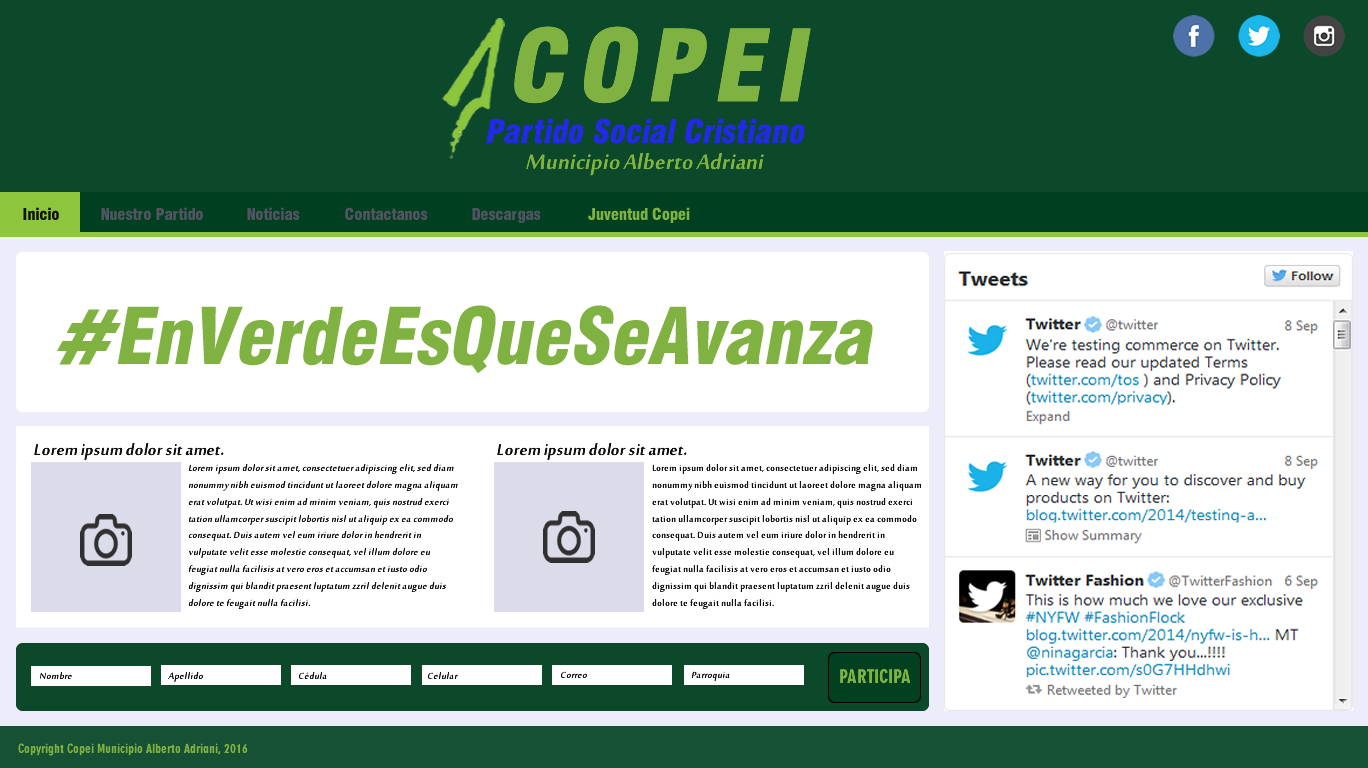 COPEI
Partido Social Cristiano
Municipio Alberto Adriani
Inicio Nuestro Partido Noticias Contactanos Descargas Juventud Copei
#EnVerdeEsQueSeAvanza
Lorem ipsum dolor sit amet.
Lorem ipsum dolor sit amet, consectetuer adipiscing elit, sed diam
nonummy nibh euismod tincidunt ut laoreet dolore magna aliquam
erat volutpat. Ut wisi enim ad minim veniam, quis nostrud exerci
tation ullamcorper suscipit lobortis nisl ut aliquip ex ea commodo
consequat. Duis autem vel eum iriure dolor in hendrerit in
vulputate velit esse molestie consequat, vel illum dolore eu
feugiat nulla facilisis at vero eros et accumsan et iusto odio
dignissim qui blandit praesent luptatum zzril delenit augue duis
dolore te feugait nulla facilisi.
Lorem ipsum dolor sit amet.
Lorem ipsum dolor sit amet, consectetuer adipiscing elit, sed diam
nonummy nibh euismod tincidunt ut laoreet dolore magna aliquam
erat volutpat. Ut wisi enim ad minim veniam, quis nostrud exerci
tation ullamcorper suscipit lobortis nisl ut aliquip ex ea commodo
consequat. Duis autem vel eum iriure dolor in hendrerit in
vulputate velit esse molestie consequat, vel illum dolore eu
feugiat nulla facilisis at vero eros et accumsan et iusto odio
dignissim qui blandit praesent luptatum zzril delenit augue duis
dolore te feugait nulla facilisi.
Nombre Apellido Cédula Celular Correo Parroquia PARTICIPA
Tweets Follow
Twitter @twitter 8 Sep
We're testing commerce on Twitter.
Please read our updated Terms
(twitter.com/tos ) and Privacy Policy
(twitter.com/privacy).
Expand
Twitter @twitter 8 Sep
A new way for you to discover and buy
products on Twitter:
blog.twitter.com/2014/testing-a...
Show Summary
Twitter Fashion @TwitterFashion 6 Sep
This is how much we love our exclusive
#NYFW #FashionFlock
blog.twitter.com/2014/nyfw-is-h... MT
@ninagarcia: Thank you...!!!!
pic.twitter.com/s0G7HHdhwi
Retweeted by Twitter
Copyright Copei Municipio Alberto Adriani, 2016